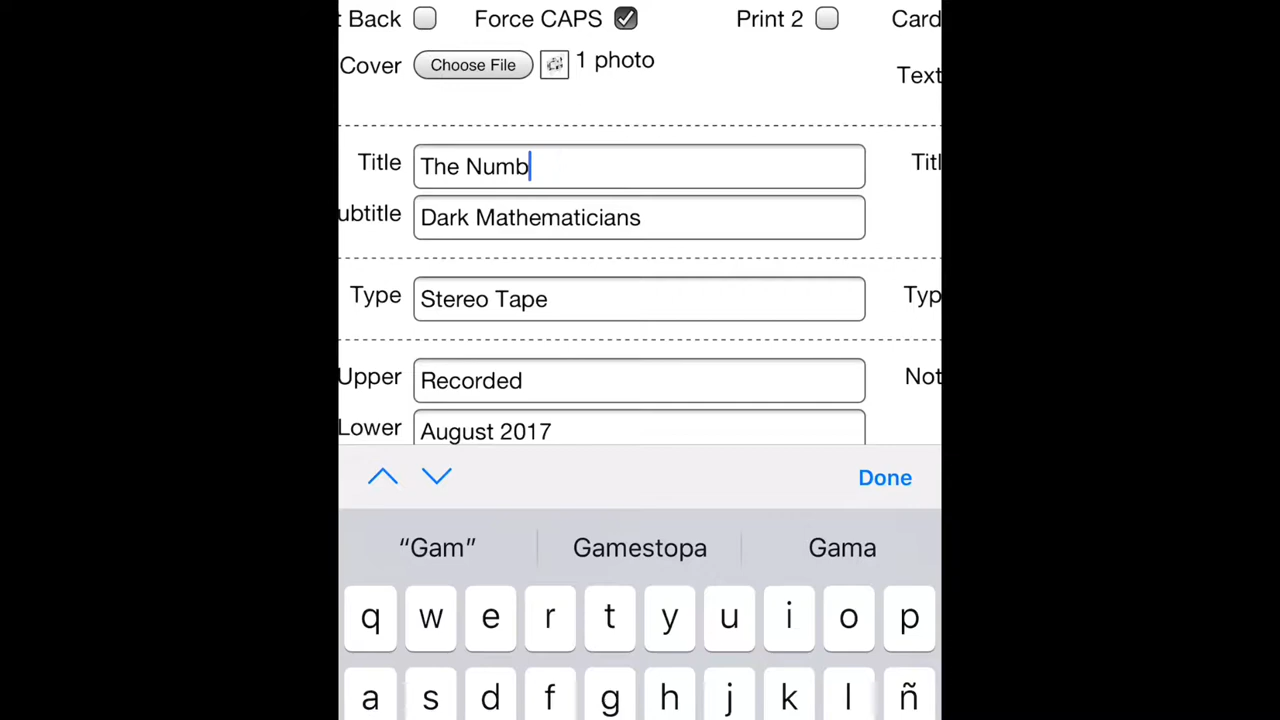 t Back Force CAPS Print 2 Card
Cover Choose File 1 photo
Text
Title The Numb Titl
ubtitle Dark Mathematicians
Type Stereo Tape Typ
Upper Recorded Not
Lower August 2017
Done
“Gam” Gamestopa Gama
q w e r t y u i o p
a s d f g h j k l ñ